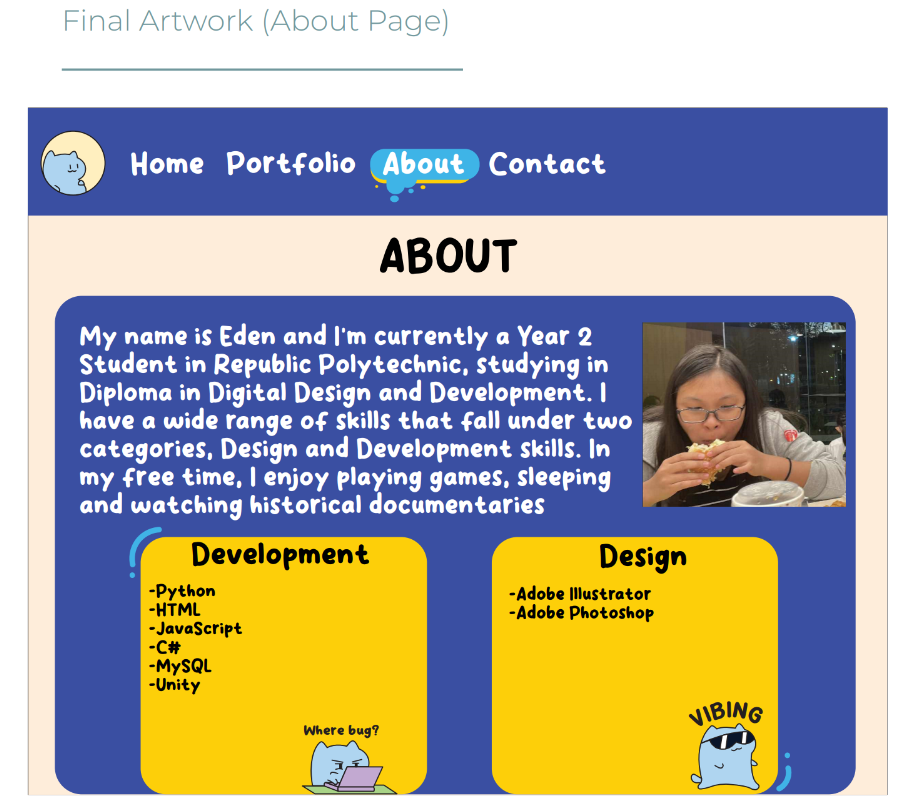 Final Artwork (About Page)
Home Portfolio About Contact
ABOUT
My name is Eden and I'm currently a Year 2
Student in Republic Polytechnic, studying in
Diploma in Digital Design and Development. I
have a wide range of skills that fall under two
categories, Design and Development skills. In
my free time, I enjoy playing games, sleeping
and watching historical documentaries
Development
-Python
-HTML
-JavaScript
-C#
-MySQL
-Unity
Where bug?
Design
-Adobe Illustrator
-Adobe Photoshop
VIBING